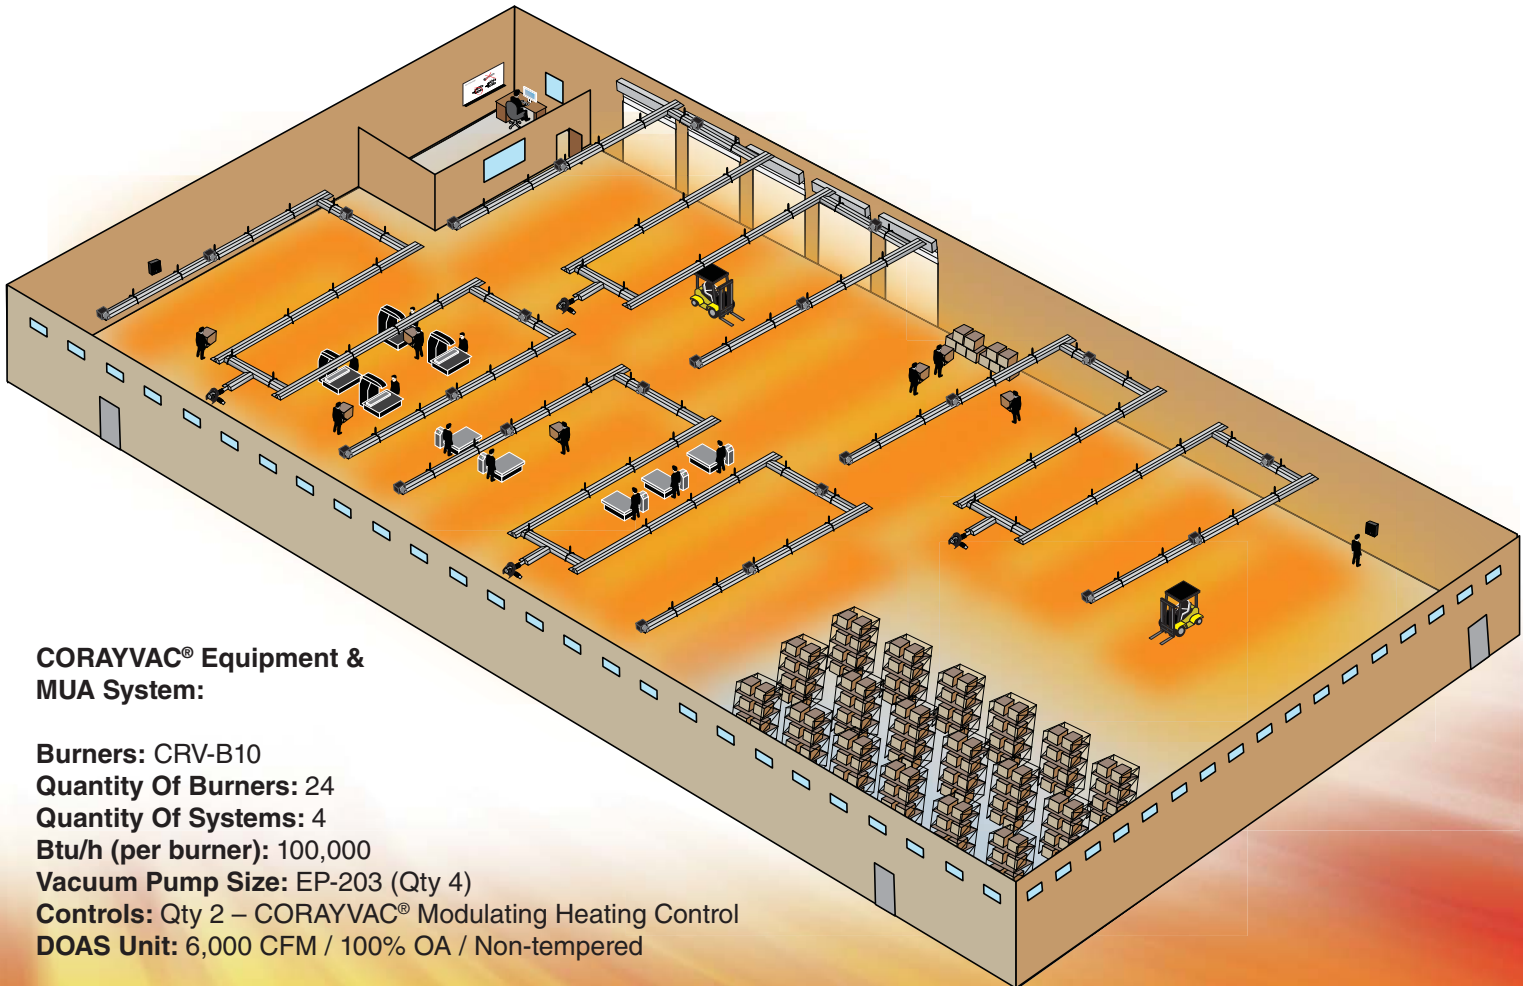 CORAYVAC® Equipment &
MUA System:
Burners: CRV-B10
Quantity Of Burners: 24
Quantity Of Systems: 4
Btu/h (per burner): 100,000
Vacuum Pump Size: EP-203 (Qty 4)
Controls: Qty 2 – CORAYVAC® Modulating Heating Control
DOAS Unit: 6,000 CFM / 100% OA / Non-tempered